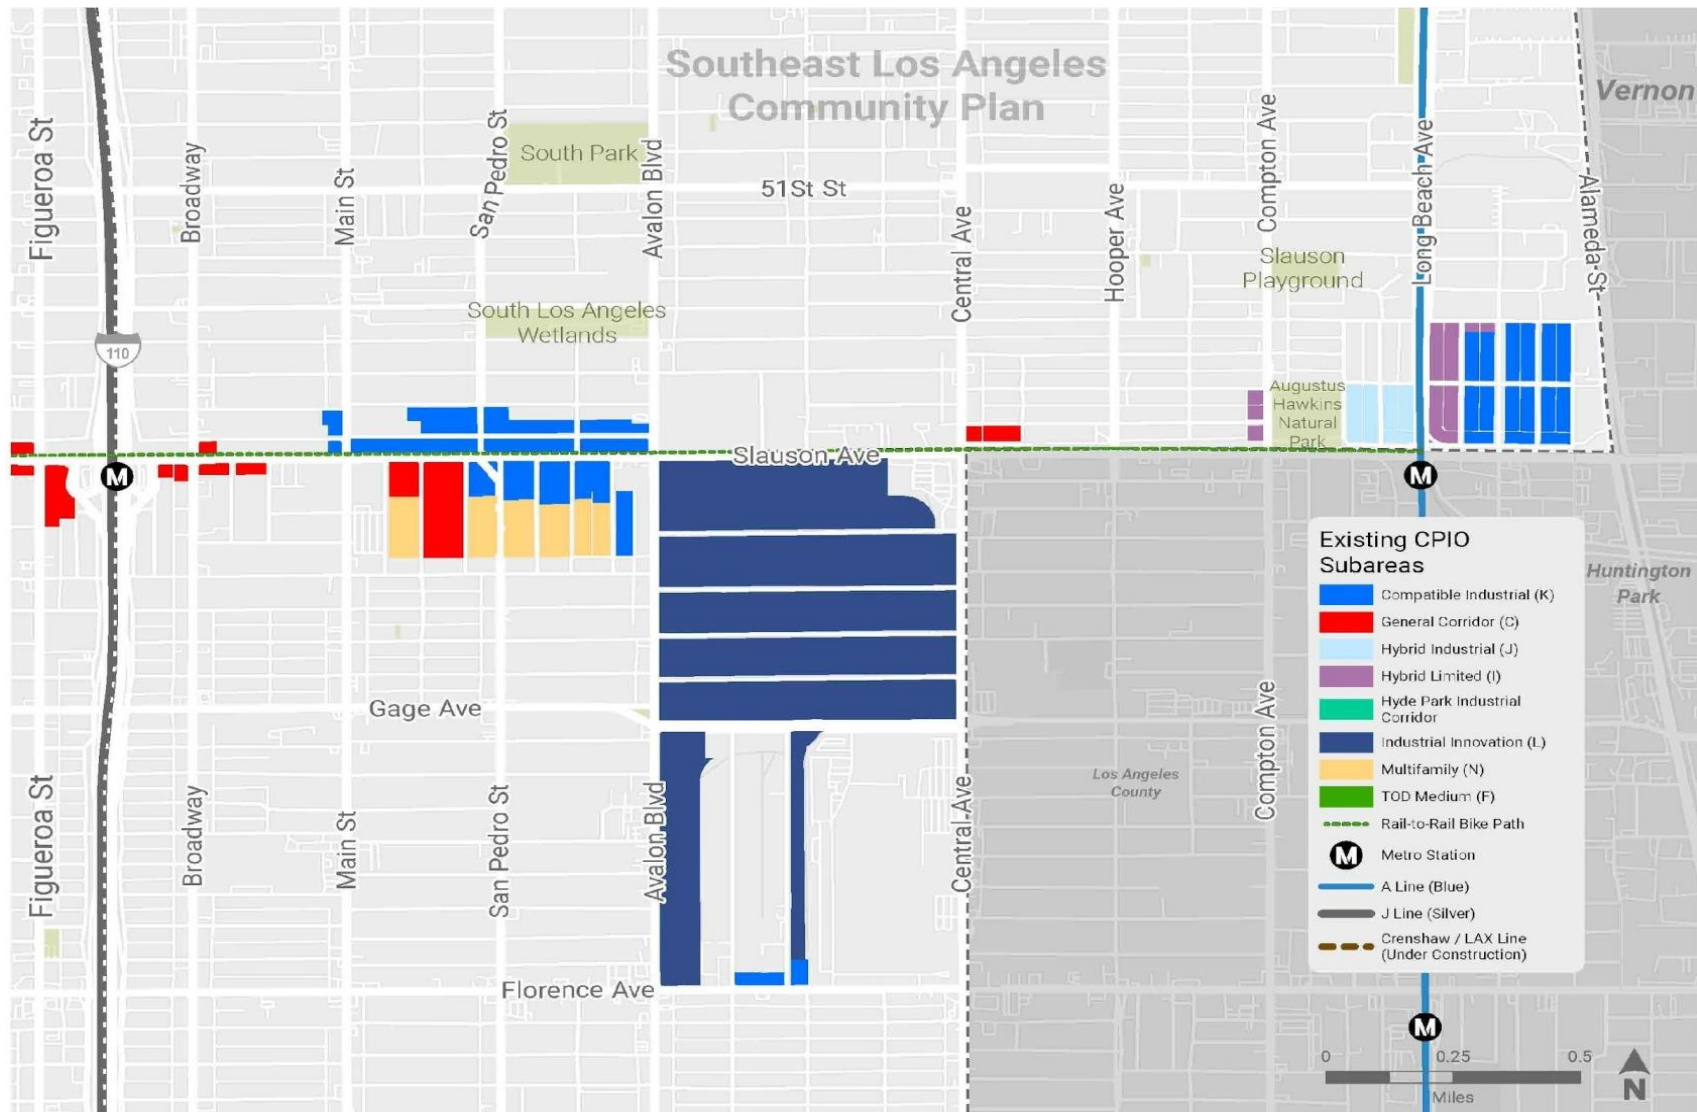 Southeast Los Angeles
Community Plan
Vernon
Figueroa St
Broadway
Main St
San Pedro St
South Park
Avalon Blvd
51St St
Central Ave
Hooper Ave
Compton Ave
Long Beach Ave
Alameda St
Slauson
Playground
South Los Angeles
Wetlands
110
Augustus
Hawkins
Natural
Park
Slauson Ave
M
M
Existing CPIO
Subareas
Compatible Industrial (K)
General Corridor (C)
Hybrid Industrial (J)
Hybrid Limited (I)
Hyde Park Industrial
Corridor
Industrial Innovation (L)
Multifamily (N)
TOD Medium (F)
Rail-to-Rail Bike Path
M Metro Station
A Line (Blue)
J Line (Silver)
Crenshaw / LAX Line
(Under Construction)
Huntington
Park
Gage Ave
Los Angeles
County
Figueroa St
Broadway
Main St
San Pedro St
Avalon Blvd
Central Ave
Compton Ave
Florence Ave
M
0 0.25 0.5
Miles
N